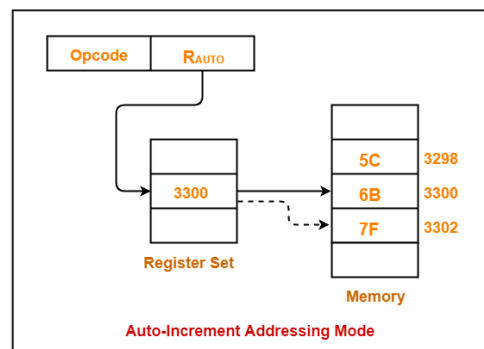 Opcode RAUTO
5C 3298
3300 6B 3300
7F 3302
Register Set
Memory
Auto-Increment Addressing Mode